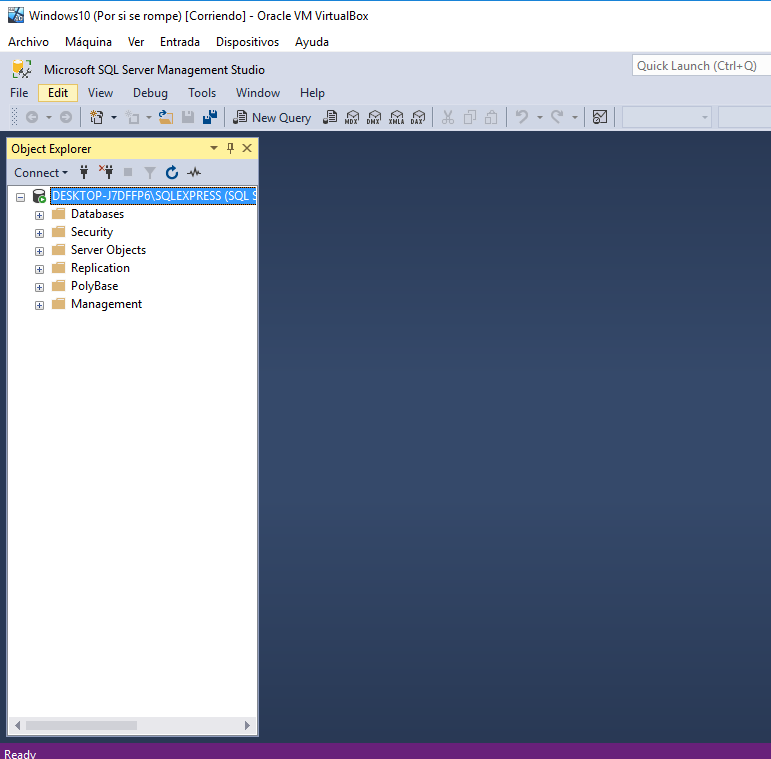 Windows10 (Por si se rompe) [Corriendo] - Oracle VM VirtualBox
Archivo Máquina Ver Entrada Dispositivos Ayuda
Microsoft SQL Server Management Studio
Quick Launch (Ctrl+Q)
File Edit View Debug Tools Window Help
New Query MDX DMX XMLA DAX
Object Explorer
Connect
DESKTOP-J7DFFP6\SQLEXPRESS (SQL S
Databases
Security
Server Objects
Replication
PolyBase
Management
Ready